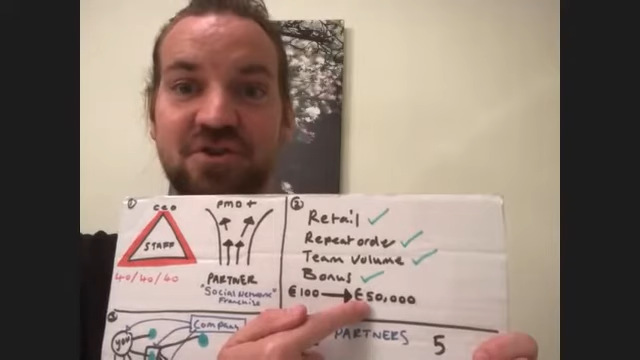 ①
CEO
STAFF
40/40/40
PMO+
PARTNER
"Social Network
Franchise
②
Retail ✓
Repeat order ✓
Team Volume ✓
Bonus ✓
€100 → €50,000
you
Company
PARTNERS 5